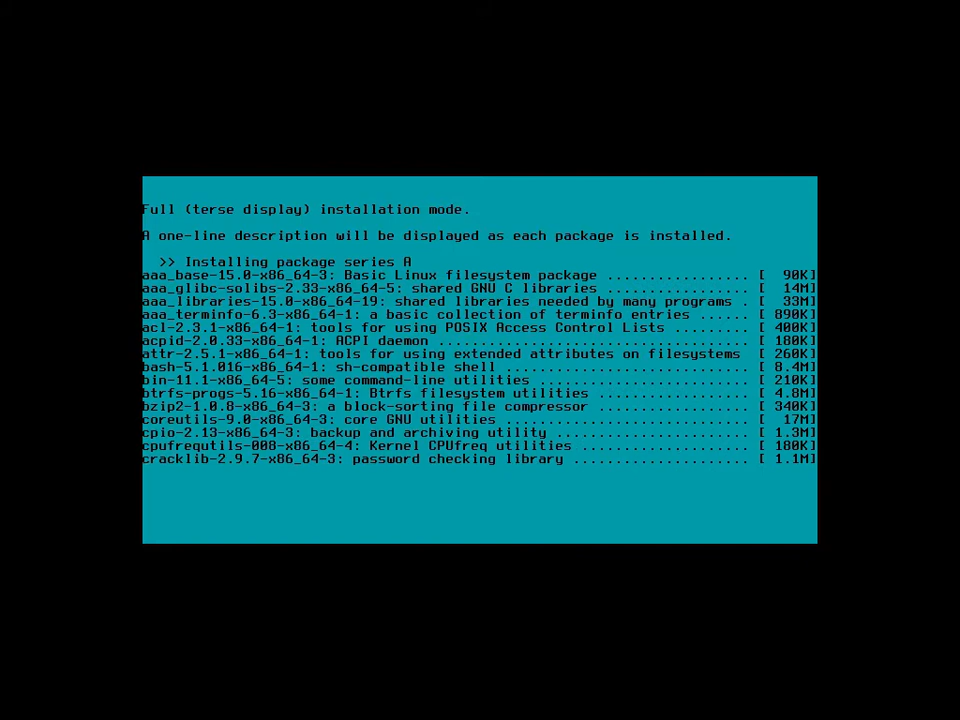 Full (terse display) installation mode.
A one-line description will be displayed as each package is installed.
>> Installing package series A
aaa_base-15.0-x86_64-3: Basic Linux filesystem package ................. [  90K]
aaa_glibc-solibs-2.33-x86_64-5: shared GNU C libraries ................. [  14M]
aaa_libraries-15.0-x86_64-19: shared libraries needed by many programs . [  33M]
aaa_terminfo-6.3-x86_64-1: a basic collection of terminfo entries ...... [ 890K]
acl-2.3.1-x86_64-1: tools for using POSIX Access Control Lists ......... [ 400K]
acpid-2.0.33-x86_64-1: ACPI daemon ..................................... [ 180K]
attr-2.5.1-x86_64-1: tools for using extended attributes on filesystems  [ 260K]
bash-5.1.016-x86_64-1: sh-compatible shell ............................. [ 8.4M]
bin-11.1-x86_64-5: some command-line utilities ......................... [ 210K]
btrfs-progs-5.16-x86_64-1: Btrfs filesystem utilities .................. [ 4.8M]
bzip2-1.0.8-x86_64-3: a block-sorting file compressor .................. [ 340K]
coreutils-9.0-x86_64-3: core GNU utilities ............................. [  17M]
cpio-2.13-x86_64-3: backup and archiving utility ....................... [ 1.3M]
cpufrequtils-008-x86_64-4: Kernel CPUfreq utilities .................... [ 180K]
cracklib-2.9.7-x86_64-3: password checking library ..................... [ 1.1M]